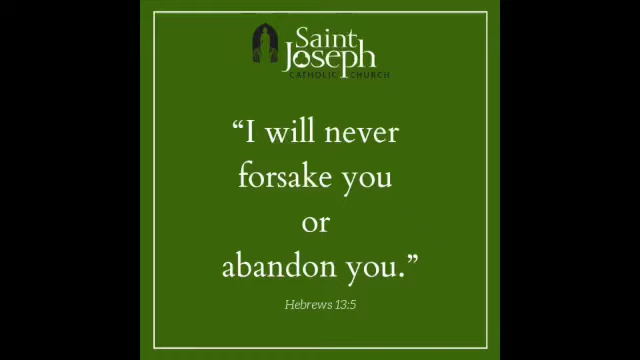 Saint
Joseph
CATHOLIC CHURCH
“I will never
forsake you
or
abandon you.”
Hebrews 13:5